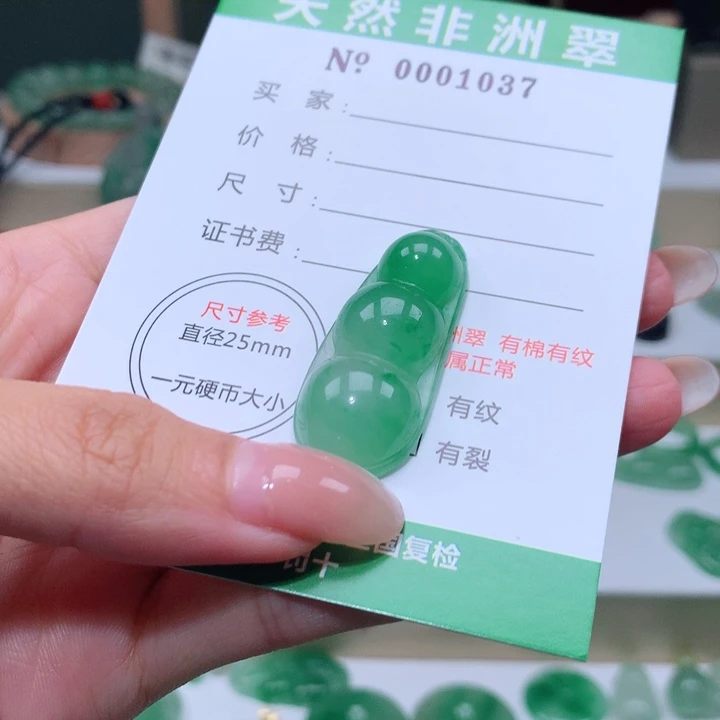 天然非洲翠
Nº 0001037
买 家:
价 格:
尺 寸:
证书费:
尺寸参考
直径25mm
一元硬币大小
洲翠 有棉有纹
属正常
有纹
有裂
国复检
十